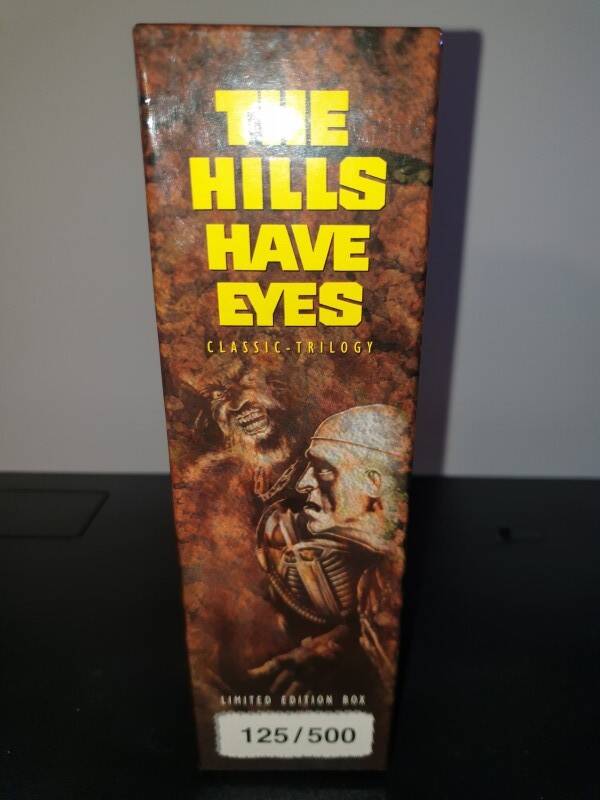 THE
HILLS
HAVE
EYES
CLASSIC-TRILOGY
LIMITED EDITION BOX
125/500